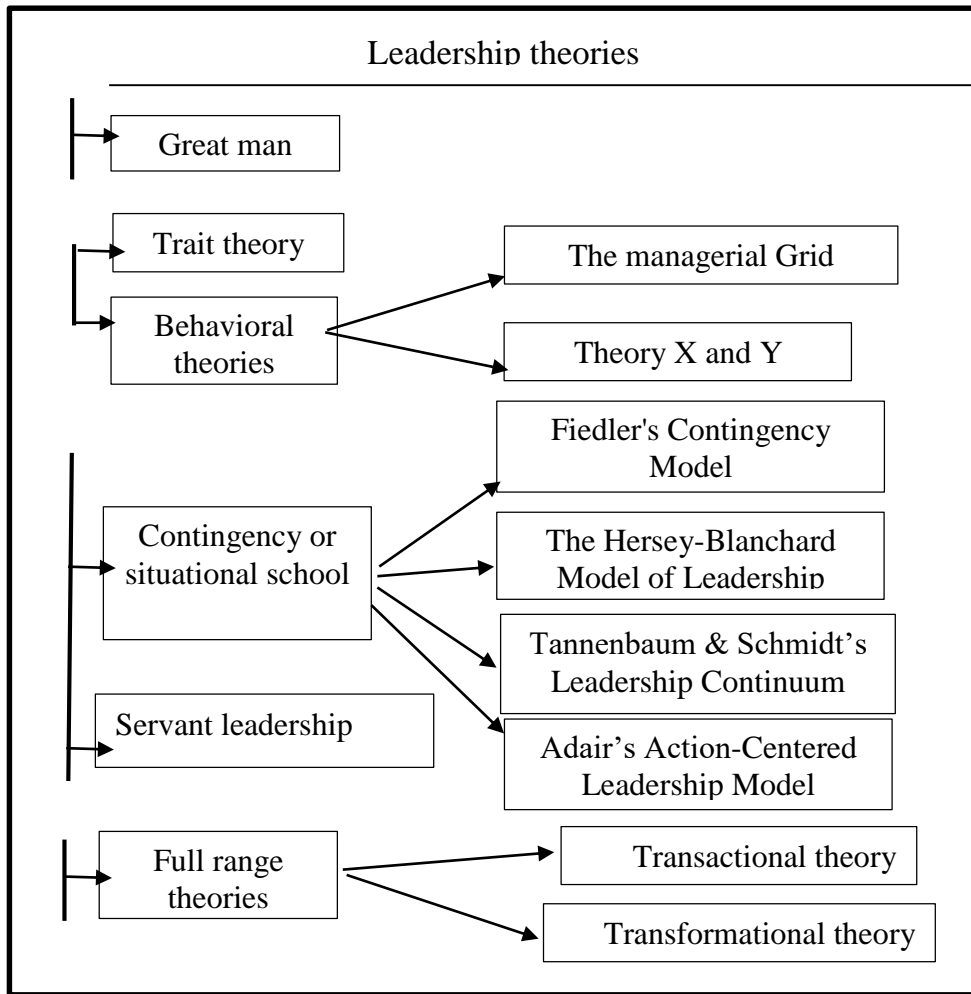 Leadership theories
Great man
Trait theory
The managerial Grid
Behavioral
theories
Theory X and Y
Fiedler's Contingency
Model
Contingency or
situational school
The Hersey-Blanchard
Model of Leadership
Tannenbaum & Schmidt’s
Leadership Continuum
Servant leadership
Adair’s Action-Centered
Leadership Model
Full range
theories
Transactional theory
Transformational theory